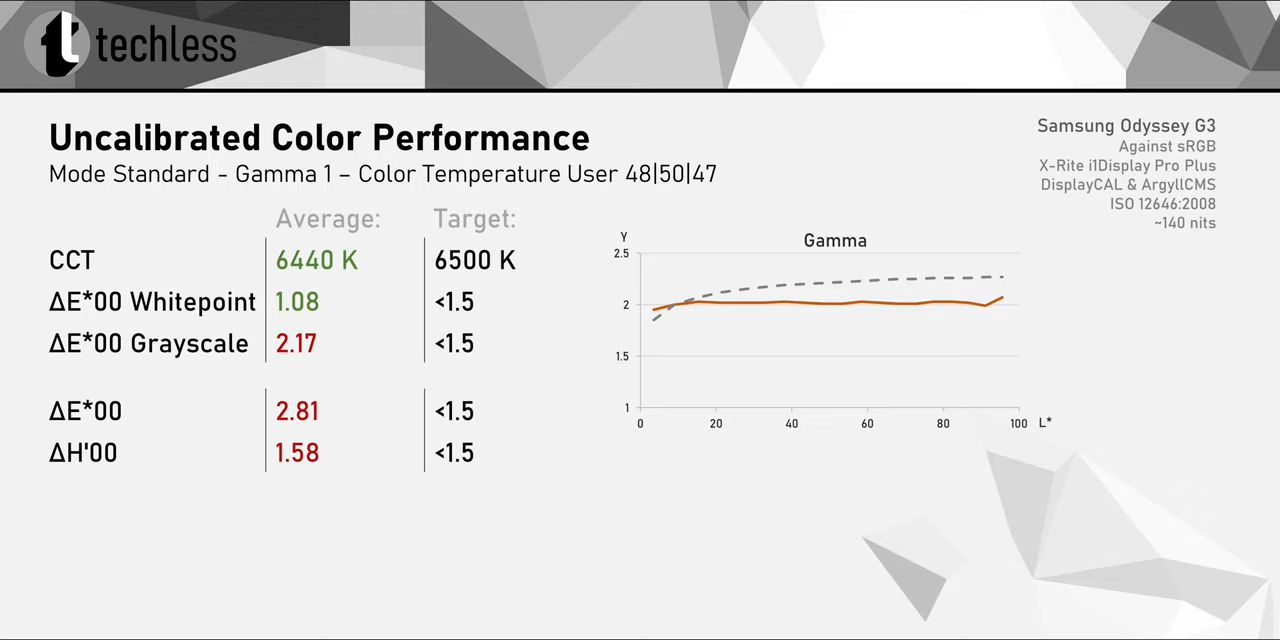 techless
Uncalibrated Color Performance
Mode Standard - Gamma 1 – Color Temperature User 48|50|47
Samsung Odyssey G3
Against sRGB
X-Rite i1Display Pro Plus
DisplayCAL & ArgyllCMS
ISO 12646:2008
~140 nits
Average: Target:
CCT 6440 K 6500 K
ΔE*00 Whitepoint 1.08 <1.5
ΔE*00 Grayscale 2.17 <1.5
ΔE*00 2.81 <1.5
ΔH'00 1.58 <1.5
Gamma
Y
2.5
2
1.5
1
0 20 40 60 80 100 L*